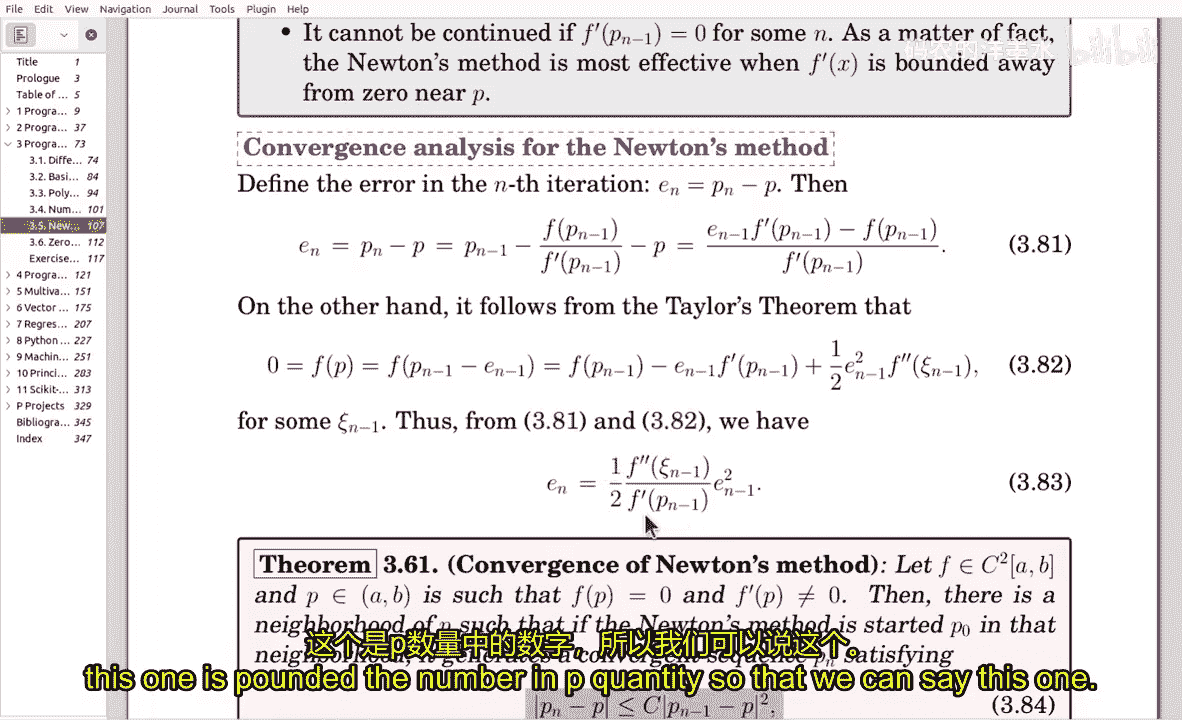 File Edit View Navigation Journal Tools Plugin Help
Title 1
Prologue 3
Table of ... 5
1 Progra... 9
2 Progra... 37
3 Progra... 73
3.1. Diffe... 74
3.2. Basi... 84
3.3. Poly... 94
3.4. Num... 101
3.5. New... 107
3.6. Zero... 112
Exercise... 117
4 Progra... 121
5 Multiva... 151
6 Vector ... 175
7 Regres... 207
8 Python ... 227
9 Machin... 251
10 Princi... 283
11 Scikit-... 313
P Projects 329
Bibliogra... 345
Index 347
• It cannot be continued if f′(pₙ₋₁) = 0 for some n. As a matter of fact,
the Newton's method is most effective when f′(x) is bounded away
from zero near p.
Convergence analysis for the Newton's method
Define the error in the n-th iteration: eₙ = pₙ − p. Then
eₙ = pₙ − p = pₙ₋₁ − f(pₙ₋₁)/f′(pₙ₋₁) − p = (eₙ₋₁f′(pₙ₋₁) − f(pₙ₋₁))/f′(pₙ₋₁). (3.81)
On the other hand, it follows from the Taylor's Theorem that
0 = f(p) = f(pₙ₋₁ − eₙ₋₁) = f(pₙ₋₁) − eₙ₋₁f′(pₙ₋₁) + 1/2 e²ₙ₋₁f″(ξₙ₋₁), (3.82)
for some ξₙ₋₁. Thus, from (3.81) and (3.82), we have
eₙ = 1/2 f″(ξₙ₋₁)/f′(pₙ₋₁) e²ₙ₋₁. (3.83)
Theorem 3.61. (Convergence of Newton's method): Let f ∈ C²[a, b]
and p ∈ (a, b) is such that f(p) = 0 and f′(p) ≠ 0. Then, there is a
neighborhood of p such that if the Newton's method is started p₀ in that
pₙ satisfying
|pₙ − p| ≤ C|pₙ₋₁ − p|², (3.84)
这个是p数量中的数字，所以我们可以说这个。
this one is pounded the number in p quantity so that we can say this one.